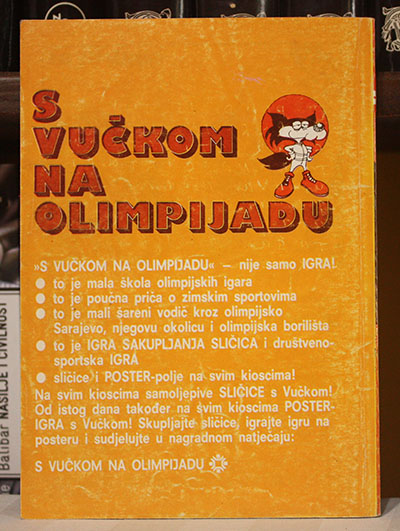 S
VUČKOM
NA
OLIMPIJADU
»S VUČKOM NA OLIMPIJADU« – nije samo IGRA!
● to je mala škola olimpijskih igara
● to je poučna priča o zimskim sportovima
● to je mali šareni vodič kroz olimpijsko
Sarajevo, njegovu okolicu i olimpijska borilišta
● to je IGRA SAKUPLJANJA SLIČICA i društveno-
sportska IGRA
● sličice i POSTER-polje na svim kioscima!
Na svim kioscima samoljepive SLIČICE s Vučkom!
Od istog dana također na svim kioscima POSTER-
IGRA s Vučkom! Skupljajte sličice, igrajte igru na
posteru i sudjelujte u nagradnom natječaju:
S VUČKOM NA OLIMPIJADU
Balibar NASILJE I CIVILNOST